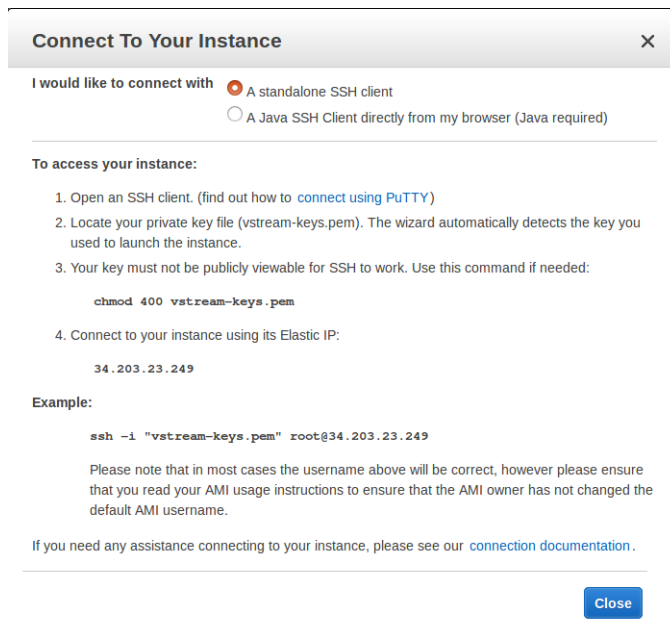 Connect To Your Instance
I would like to connect with
A standalone SSH client
A Java SSH Client directly from my browser (Java required)
To access your instance:
1. Open an SSH client. (find out how to connect using PuTTY)
2. Locate your private key file (vstream-keys.pem). The wizard automatically detects the key you
used to launch the instance.
3. Your key must not be publicly viewable for SSH to work. Use this command if needed:
chmod 400 vstream-keys.pem
4. Connect to your instance using its Elastic IP:
34.203.23.249
Example:
ssh -i "vstream-keys.pem" root@34.203.23.249
Please note that in most cases the username above will be correct, however please ensure
that you read your AMI usage instructions to ensure that the AMI owner has not changed the
default AMI username.
If you need any assistance connecting to your instance, please see our connection documentation.
Close